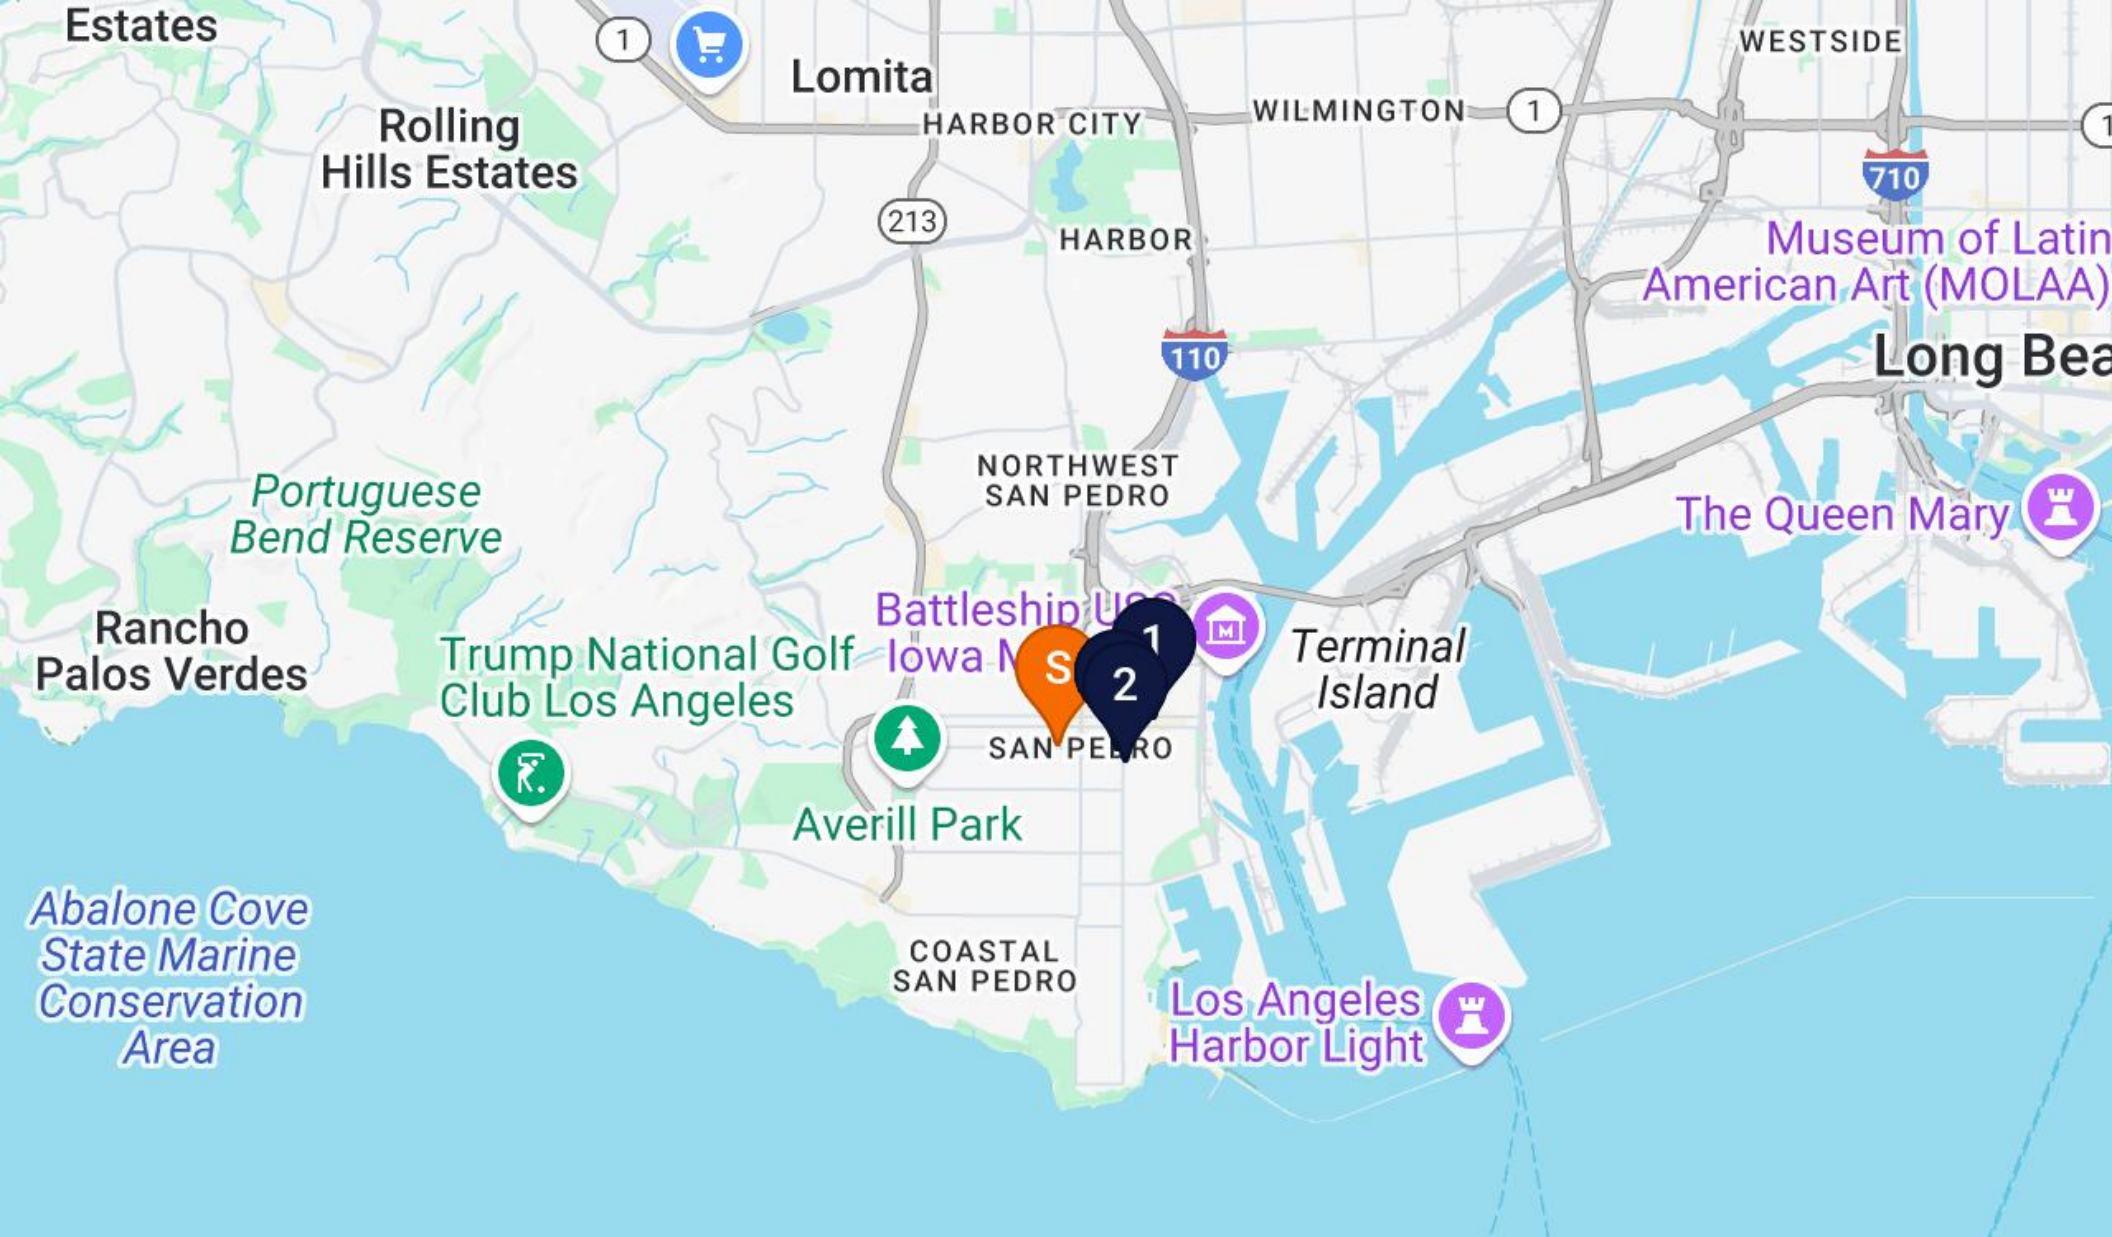 Estates
1
Lomita
WESTSIDE
Rolling
Hills Estates
HARBOR CITY
WILMINGTON
1
1
710
213
HARBOR
Museum of Latin
American Art (MOLAA)
110
Long Bea
NORTHWEST
SAN PEDRO
Portuguese
Bend Reserve
The Queen Mary
Rancho
Palos Verdes
Trump National Golf
Club Los Angeles
Battleship USS
Iowa M
S
1
2
M
Terminal
Island
SAN PEDRO
Averill Park
Abalone Cove
State Marine
Conservation
Area
COASTAL
SAN PEDRO
Los Angeles
Harbor Light